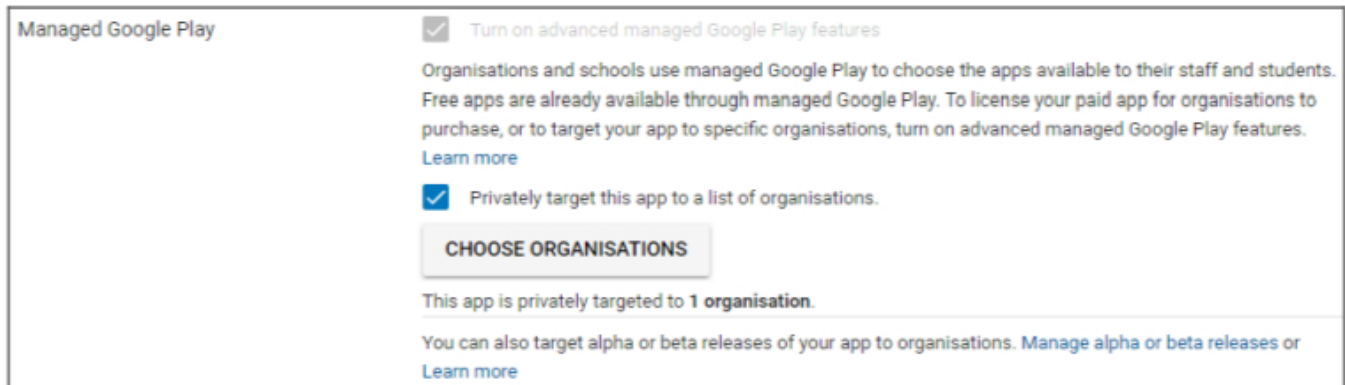 Managed Google Play
Turn on advanced managed Google Play features
Organisations and schools use managed Google Play to choose the apps available to their staff and students.
Free apps are already available through managed Google Play. To license your paid app for organisations to
purchase, or to target your app to specific organisations, turn on advanced managed Google Play features.
Learn more
Privately target this app to a list of organisations.
CHOOSE ORGANISATIONS
This app is privately targeted to 1 organisation.
You can also target alpha or beta releases of your app to organisations. Manage alpha or beta releases or
Learn more